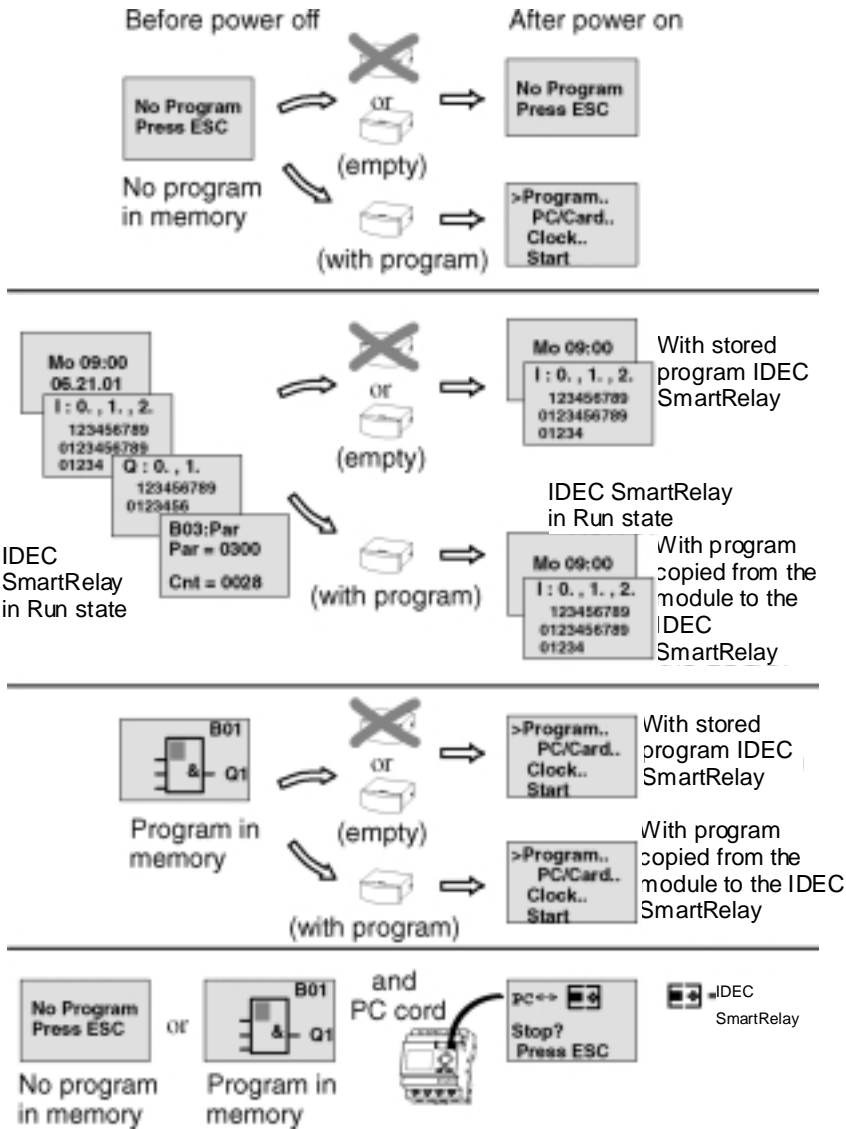 Before power off
After power on
No Program
Press ESC
or
(empty)
No Program
Press ESC
No program
in memory
(with program)
>Program..
PC/Card..
Clock..
Start
Mo 09:00
06.21.01
I : 0. , 1. , 2.
123456789
0123456789
01234
Q : 0. , 1.
123456789
0123456
B03:Par
Par = 0300
Cnt = 0028
IDEC
SmartRelay
in Run state
or
(empty)
Mo 09:00
I : 0. , 1. , 2.
123456789
0123456789
01234
With stored
program IDEC
SmartRelay
(with program)
IDEC SmartRelay
in Run state
Mo 09:00
I : 0. , 1. , 2.
123456789
0123456789
01234
With program
copied from the
module to the
IDEC
SmartRelay
B01
&
Q1
Program in
memory
or
(empty)
>Program..
PC/Card..
Clock..
Start
With stored
program IDEC
SmartRelay
(with program)
>Program..
PC/Card..
Clock..
Start
With program
copied from the
module to the IDEC
SmartRelay
No Program
Press ESC
No program
in memory
or
B01
&
Q1
Program in
memory
and
PC cord
PC<->
Stop?
Press ESC
=IDEC
SmartRelay